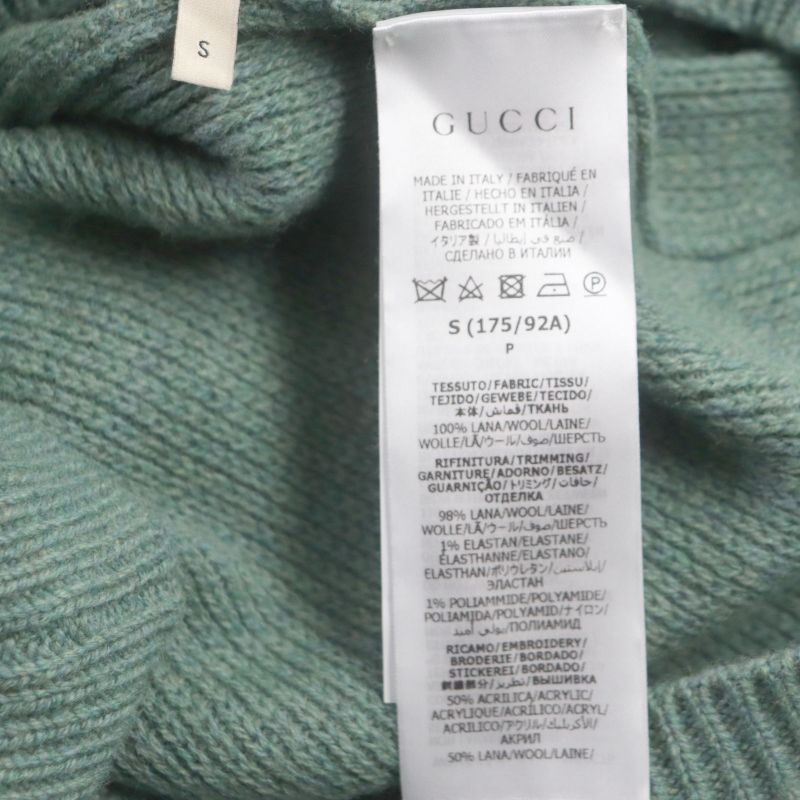 S
GUCCI
MADE IN ITALY / FABRIQUÉ EN
ITALIE / HECHO EN ITALIA /
HERGESTELLT IN ITALIEN /
FABRICADO EM ITÁLIA /
イタリア製 / صنع في إيطاليا /
СДЕЛАНО В ИТАЛИИ
S (175/92A)
P
TESSUTO/FABRIC/TISSU/
TEJIDO/GEWEBE/TECIDO/
本体/قماش/ТКАНЬ
100% LANA/WOOL/LAINE/
WOLLE/LÃ/ウール/صوف/ШЕРСТЬ
RIFINITURA/TRIMMING/
GARNITURE/ADORNO/BESATZ/
GUARNIÇÃO/トリミング/حافات/
ОТДЕЛКА
98% LANA/WOOL/LAINE/
WOLLE/LÃ/ウール/صوف/ШЕРСТЬ
1% ELASTAN/ELASTANE/
ÉLASTHANNE/ELASTANO/
ELASTHAN/ポリウレタン/إيلاستين/
ЭЛАСТАН
1% POLIAMMIDE/POLYAMIDE/
POLIAMIDA/POLYAMID/ナイロン/
بولي أميد/ПОЛИАМИД
RICAMO/EMBROIDERY/
BRODERIE/BORDADO/
STICKEREI/BORDADO/
刺繍部分/تطريز/ВЫШИВКА
50% ACRILICA/ACRYLIC/
ACRYLIQUE/ACRÍLICO/ACRYL/
ACRÍLICO/アクリル/الأكريليك/
АКРИЛ
50% LANA/WOOL/LAINE/